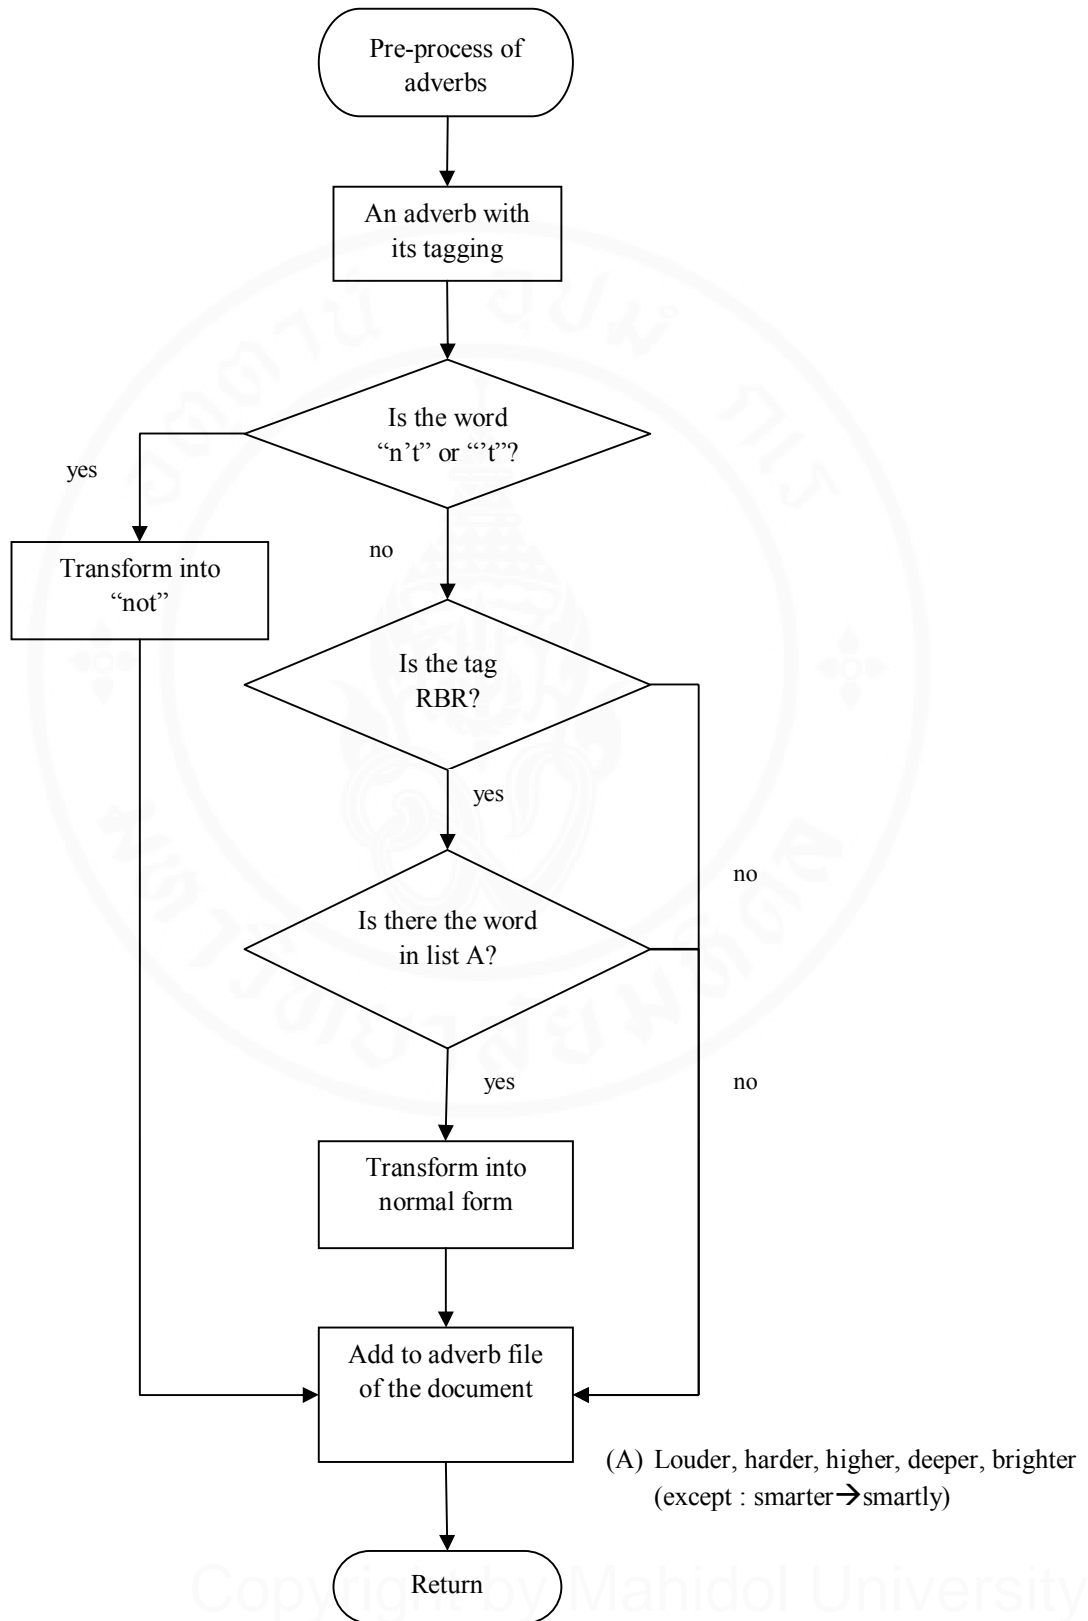 Pre-process of
adverbs
An adverb with
its tagging
Is the word
“n’t” or “’t”?
yes
no
Transform into
“not”
Is the tag
RBR?
yes
no
Is there the word
in list A?
yes
no
Transform into
normal form
Add to adverb file
of the document
(A) Louder, harder, higher, deeper, brighter
(except : smarter→smartly)
Return
Copyright by Mahidol University